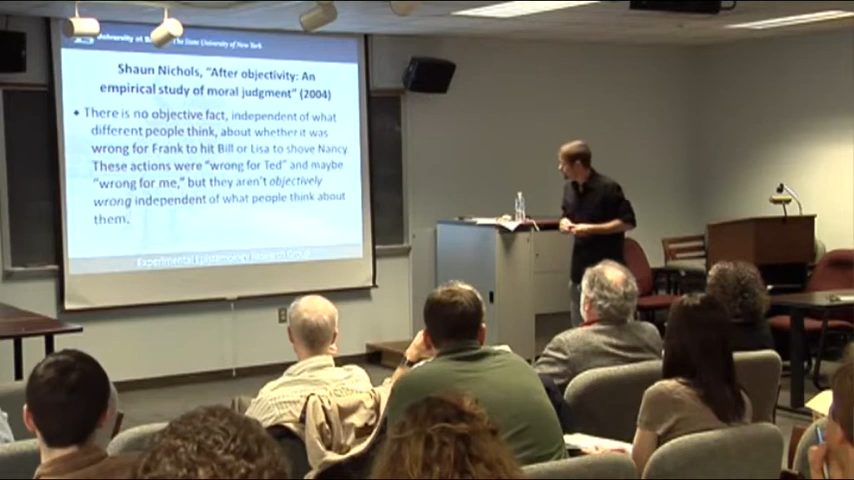 University at
The State University of New York
Shaun Nichols, "After objectivity: An
empirical study of moral judgment" (2004)
• There is no objective fact, independent of what
different people think, about whether it was
wrong for Frank to hit Bill or Lisa to shove Nancy
These actions were "wrong for Ted" and maybe
"wrong for me," but they aren't objectively
wrong independent of what people think about
them.
Experimental Epistemology Research Group